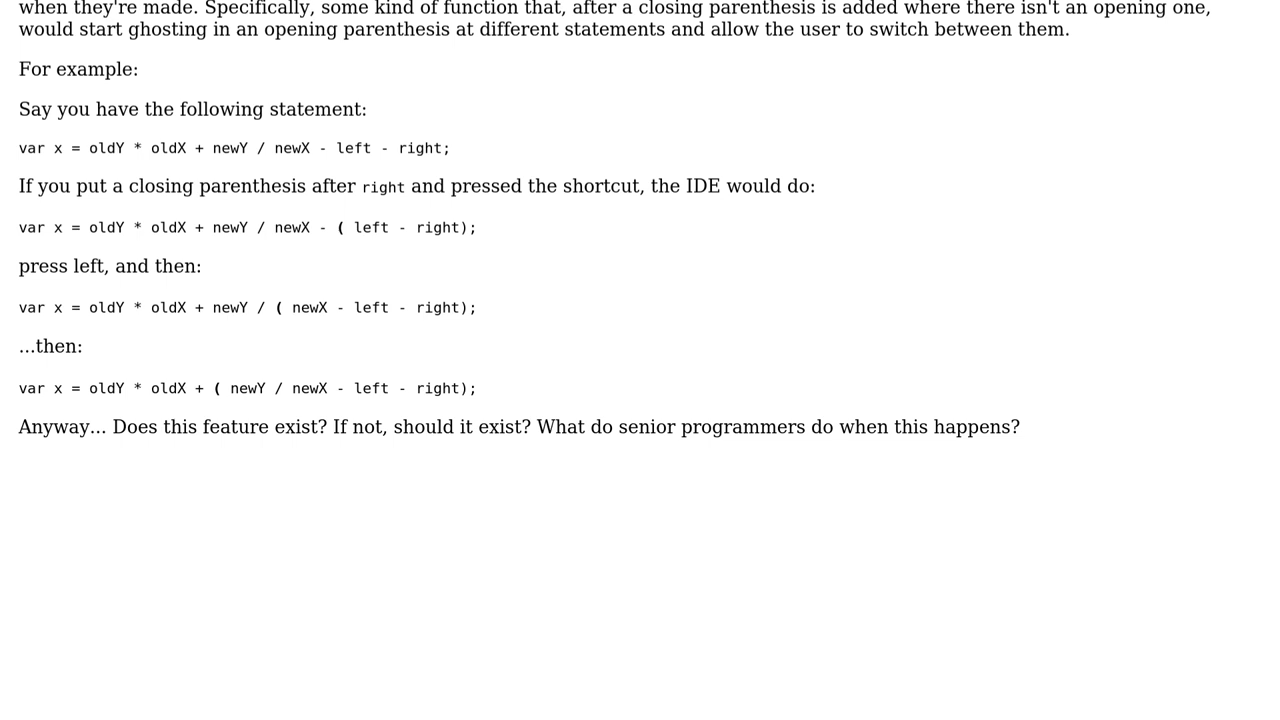 when they're made. Specifically, some kind of function that, after a closing parenthesis is added where there isn't an opening one,
would start ghosting in an opening parenthesis at different statements and allow the user to switch between them.
For example:
Say you have the following statement:
var x = oldY * oldX + newY / newX - left - right;
If you put a closing parenthesis after right and pressed the shortcut, the IDE would do:
var x = oldY * oldX + newY / newX - ( left - right);
press left, and then:
var x = oldY * oldX + newY / ( newX - left - right);
...then:
var x = oldY * oldX + ( newY / newX - left - right);
Anyway... Does this feature exist? If not, should it exist? What do senior programmers do when this happens?